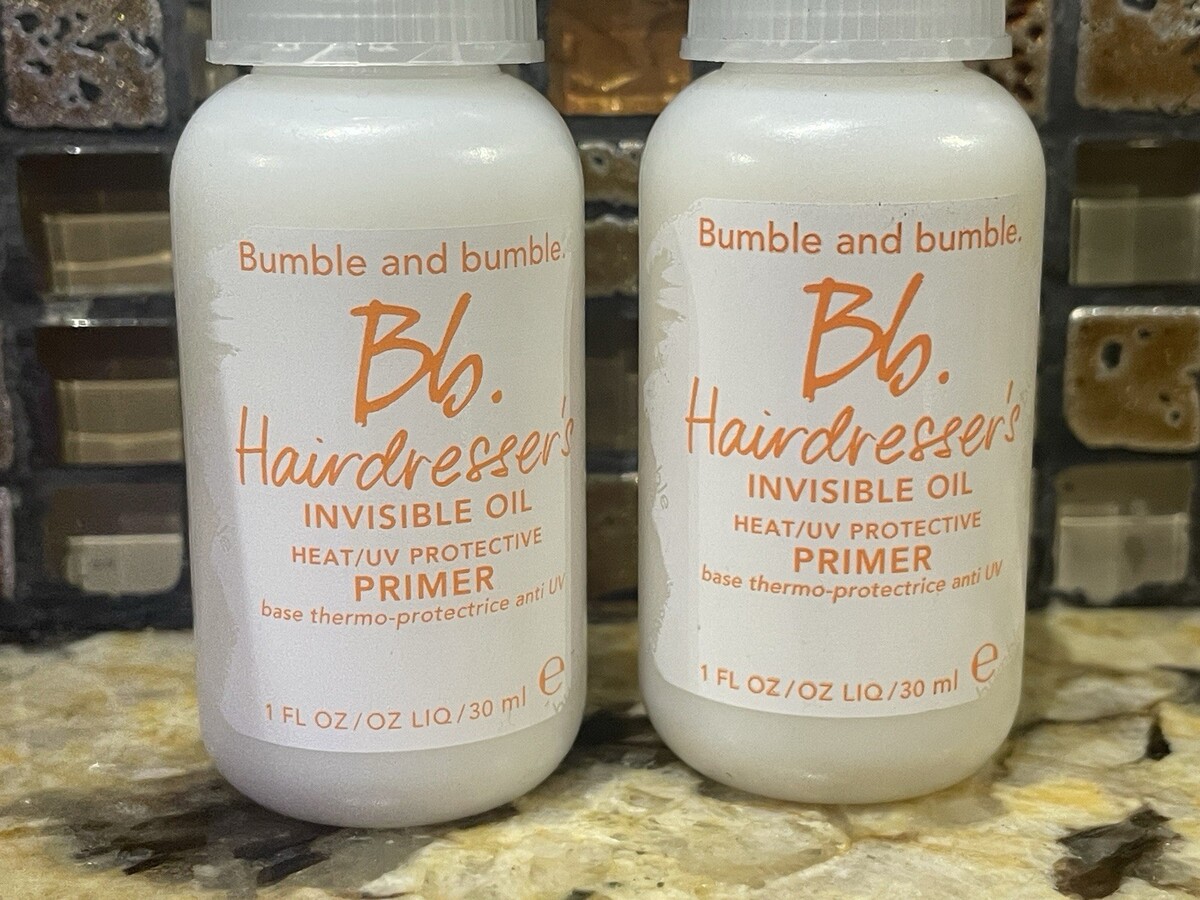 Bumble and bumble.
Bb.
Hairdresser's
INVISIBLE OIL
HEAT/UV PROTECTIVE
PRIMER
base thermo-protectrice anti UV
1 FL OZ/OZ LIQ/30 ml e
Bumble and bumble.
Bb.
Hairdresser's
INVISIBLE OIL
HEAT/UV PROTECTIVE
PRIMER
base thermo-protectrice anti UV
1 FL OZ/OZ LIQ/30 ml e